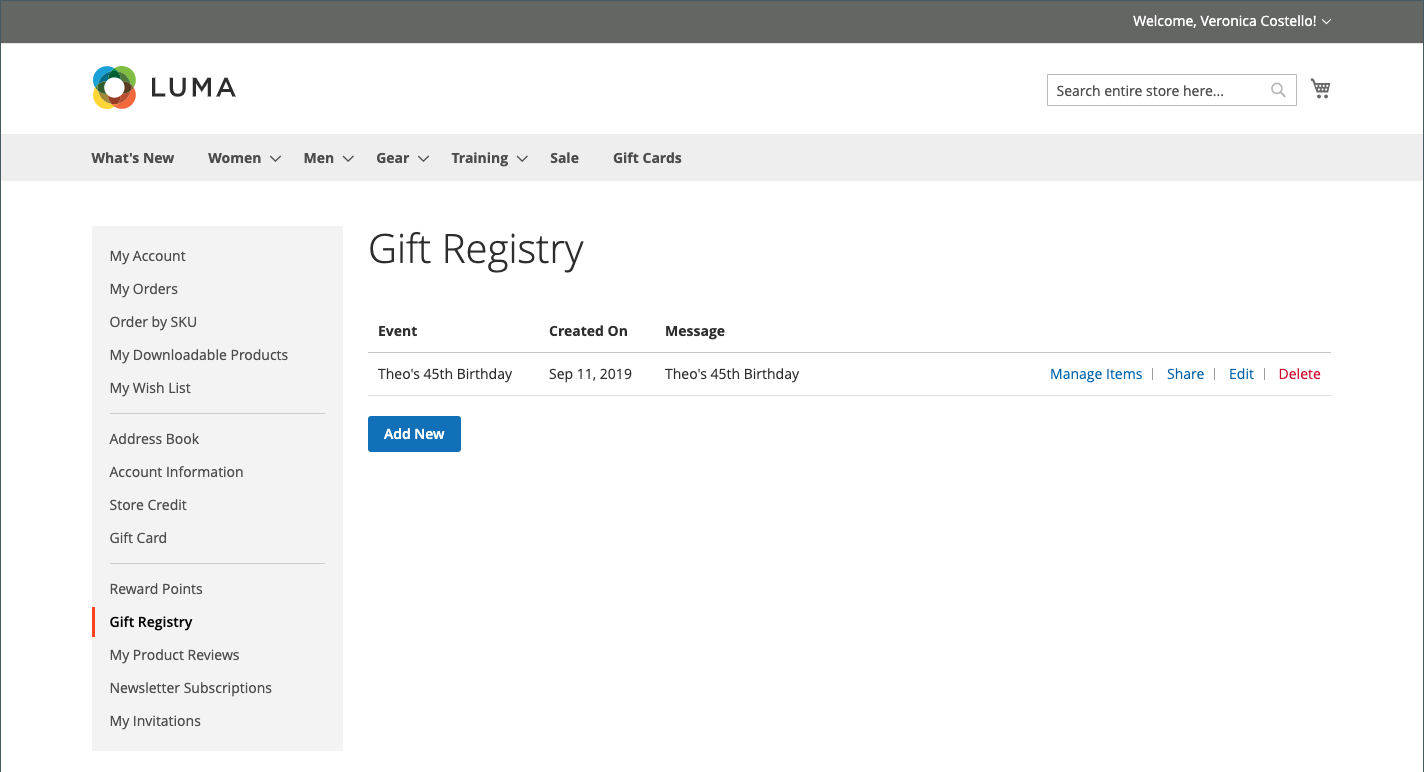 Welcome, Veronica Costello!
LUMA
Search entire store here...
What's New Women Men Gear Training Sale Gift Cards
My Account
My Orders
Order by SKU
My Downloadable Products
My Wish List
Address Book
Account Information
Store Credit
Gift Card
Reward Points
Gift Registry
My Product Reviews
Newsletter Subscriptions
My Invitations
Gift Registry
Event Created On Message
Theo's 45th Birthday Sep 11, 2019 Theo's 45th Birthday Manage Items | Share | Edit | Delete
Add New